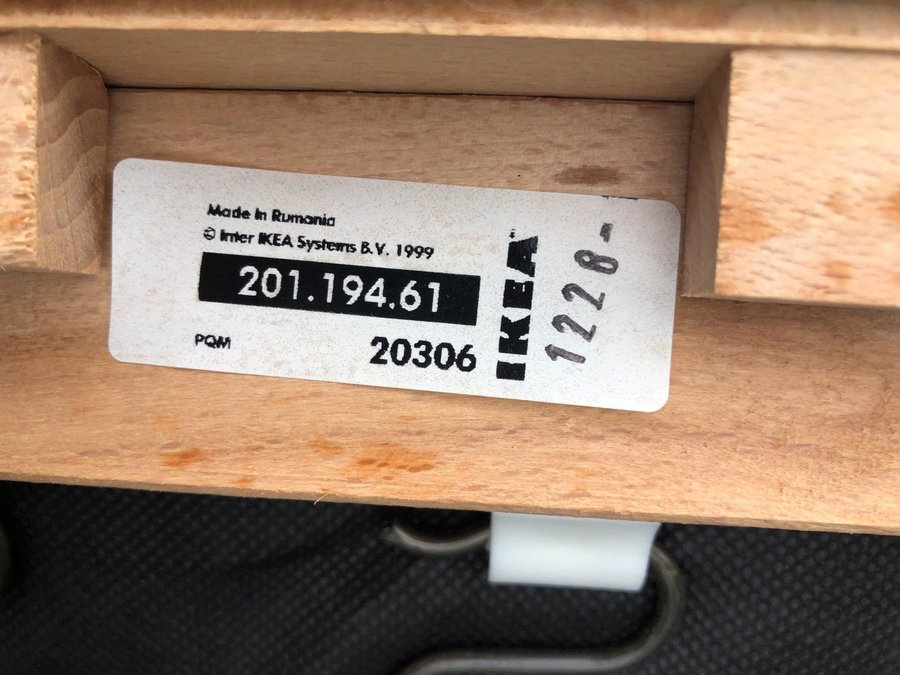 Made in Rumania
© Inter IKEA Systems B.V. 1999
201.194.61
PQM 20306
IKEA
1228-